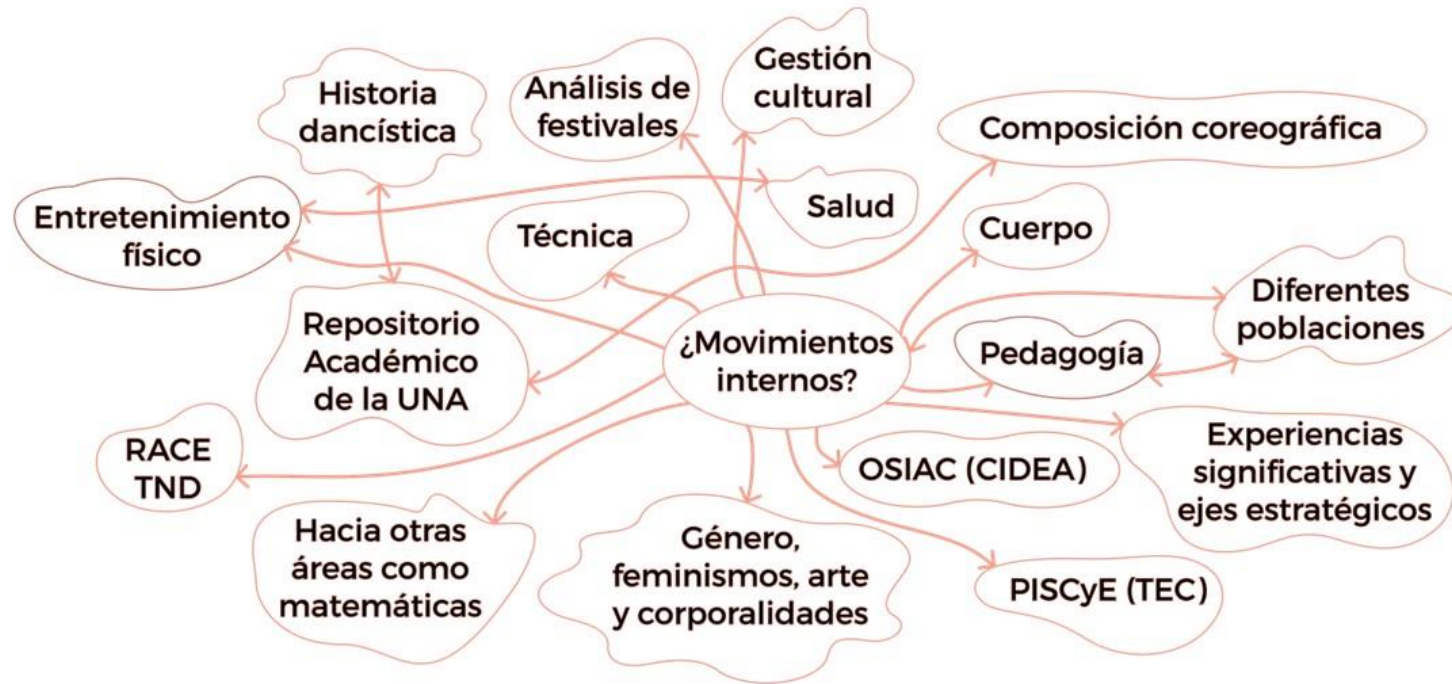 Historia
dancística
Análisis de
festivales
Gestión
cultural
Composición coreográfica
Entretenimiento
físico
Técnica
Salud
Cuerpo
Diferentes
poblaciones
Repositorio
Académico
de la UNA
¿Movimientos
internos?
Pedagogía
RACE
TND
OSIAC (CIDEA)
Experiencias
significativas y
ejes estratégicos
Hacia otras
áreas como
matemáticas
Género,
feminismos, arte
y corporalidades
PISCyE (TEC)